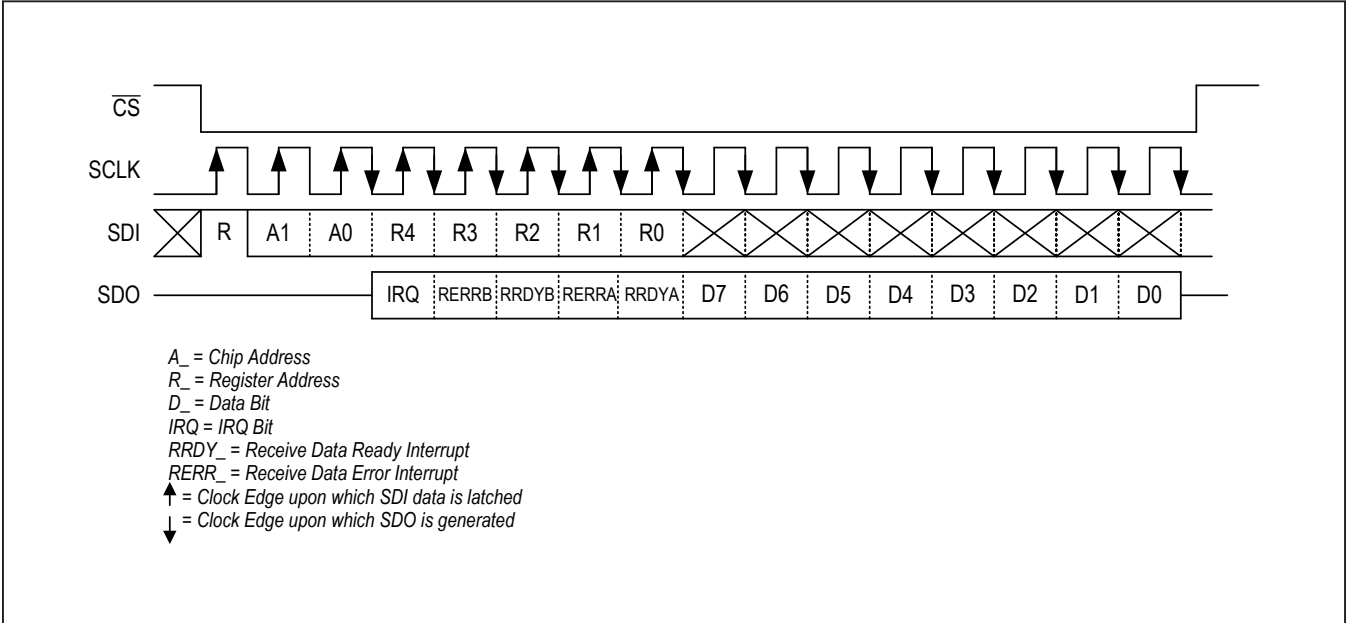 CS
SCLK
SDI R A1 A0 R4 R3 R2 R1 R0
SDO IRQ RERRB RRDYB RERRA RRDYA D7 D6 D5 D4 D3 D2 D1 D0
A_ = Chip Address
R_ = Register Address
D_ = Data Bit
IRQ = IRQ Bit
RRDY_ = Receive Data Ready Interrupt
RERR_ = Receive Data Error Interrupt
= Clock Edge upon which SDI data is latched
= Clock Edge upon which SDO is generated